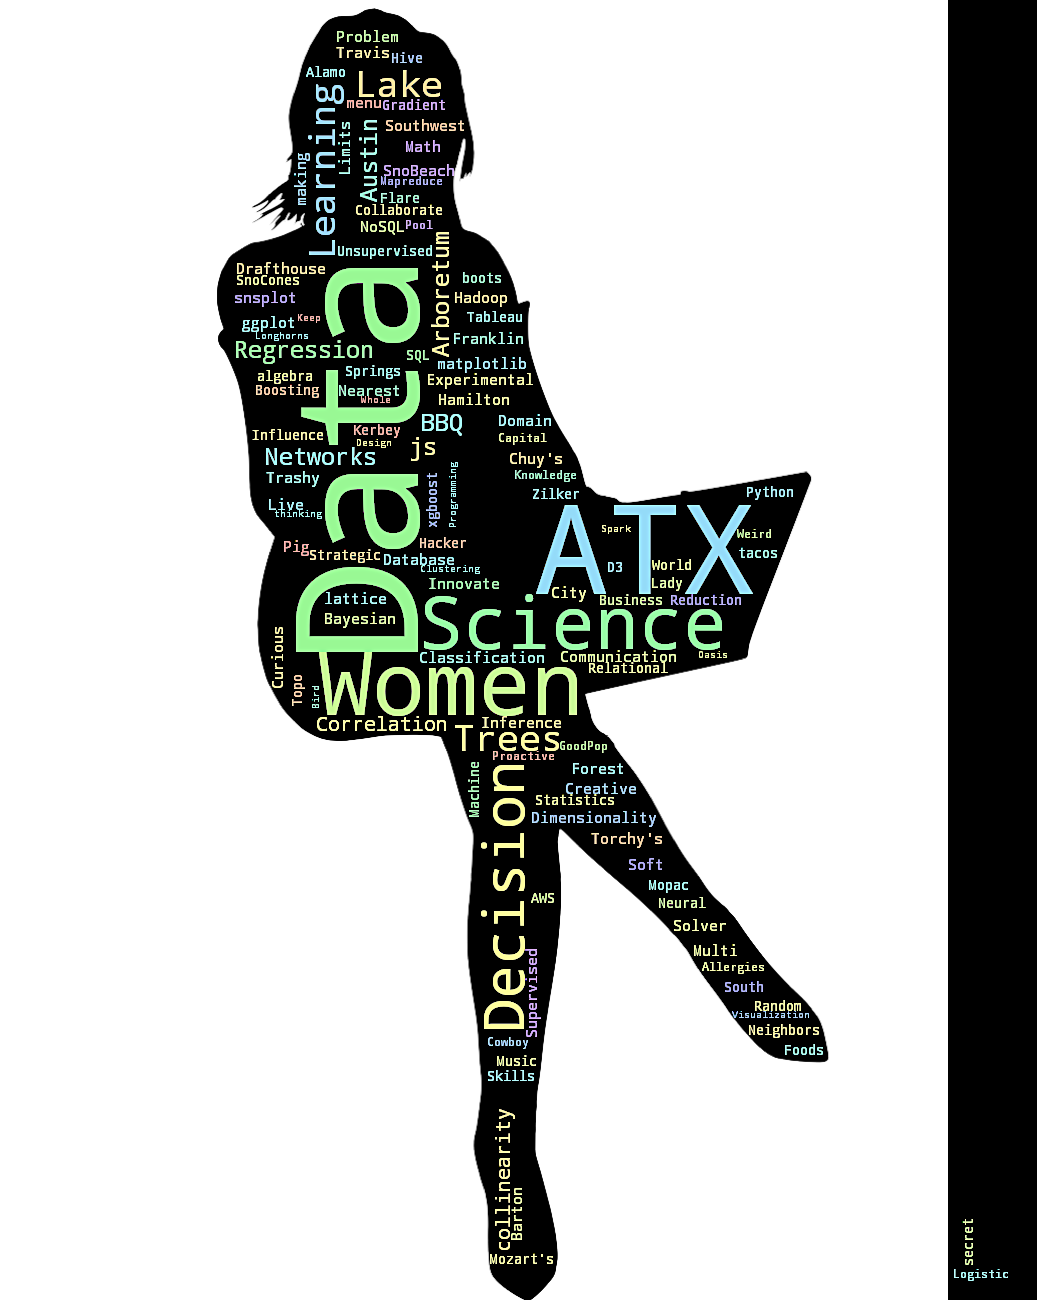 Problem
Travis
Hive
Alamo
Lake
menu
Gradient
Learning
Limits
Austin
Southwest
Math
making
SnoBeach
Mapreduce
Flare
Collaborate
NoSQL
Pool
Unsupervised
Arboretum
Drafthouse
SnoCones
boots
snsplot
Hadoop
ggplot
Keep
Tableau
Longhorns
Franklin
Regression
SQL
matplotlib
Springs
algebra
Experimental
Boosting
Nearest
Whole
Hamilton
Data
BBQ
Domain
Influence
Kerbey
Design
Capital
js
Networks
Chuy's
Trashy
Knowledge
xgboost
Programming
Zilker
Python
Live
thinking
ATX
Spark
Weird
Pig
Strategic
Hacker
tacos
Database
Clustering
D3
World
Innovate
Lady
City
Business
Reduction
lattice
Bayesian
Science
Curious
Classification
Communication
Oasis
Relational
Topo
Bird
Women
Correlation
Inference
Trees
GoodPop
Proactive
Machine
Forest
Creative
Statistics
Decision
Dimensionality
Torchy's
Soft
Mopac
AWS
Neural
Solver
Multi
Allergies
Supervised
South
Random
Visualization
Neighbors
Cowboy
Foods
Music
Skills
collinearity
Barton
Mozart's
secret
Logistic